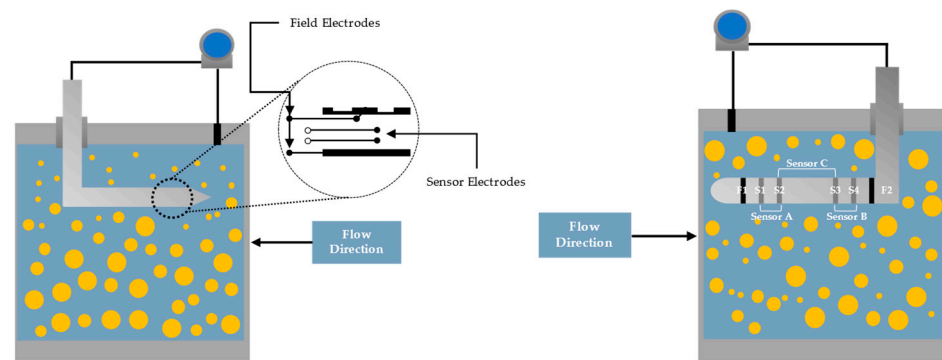 Field Electrodes
Sensor Electrodes
Flow
Direction
Flow
Direction
Sensor C
F1 S1 S2 S3 S4 F2
Sensor A
Sensor B